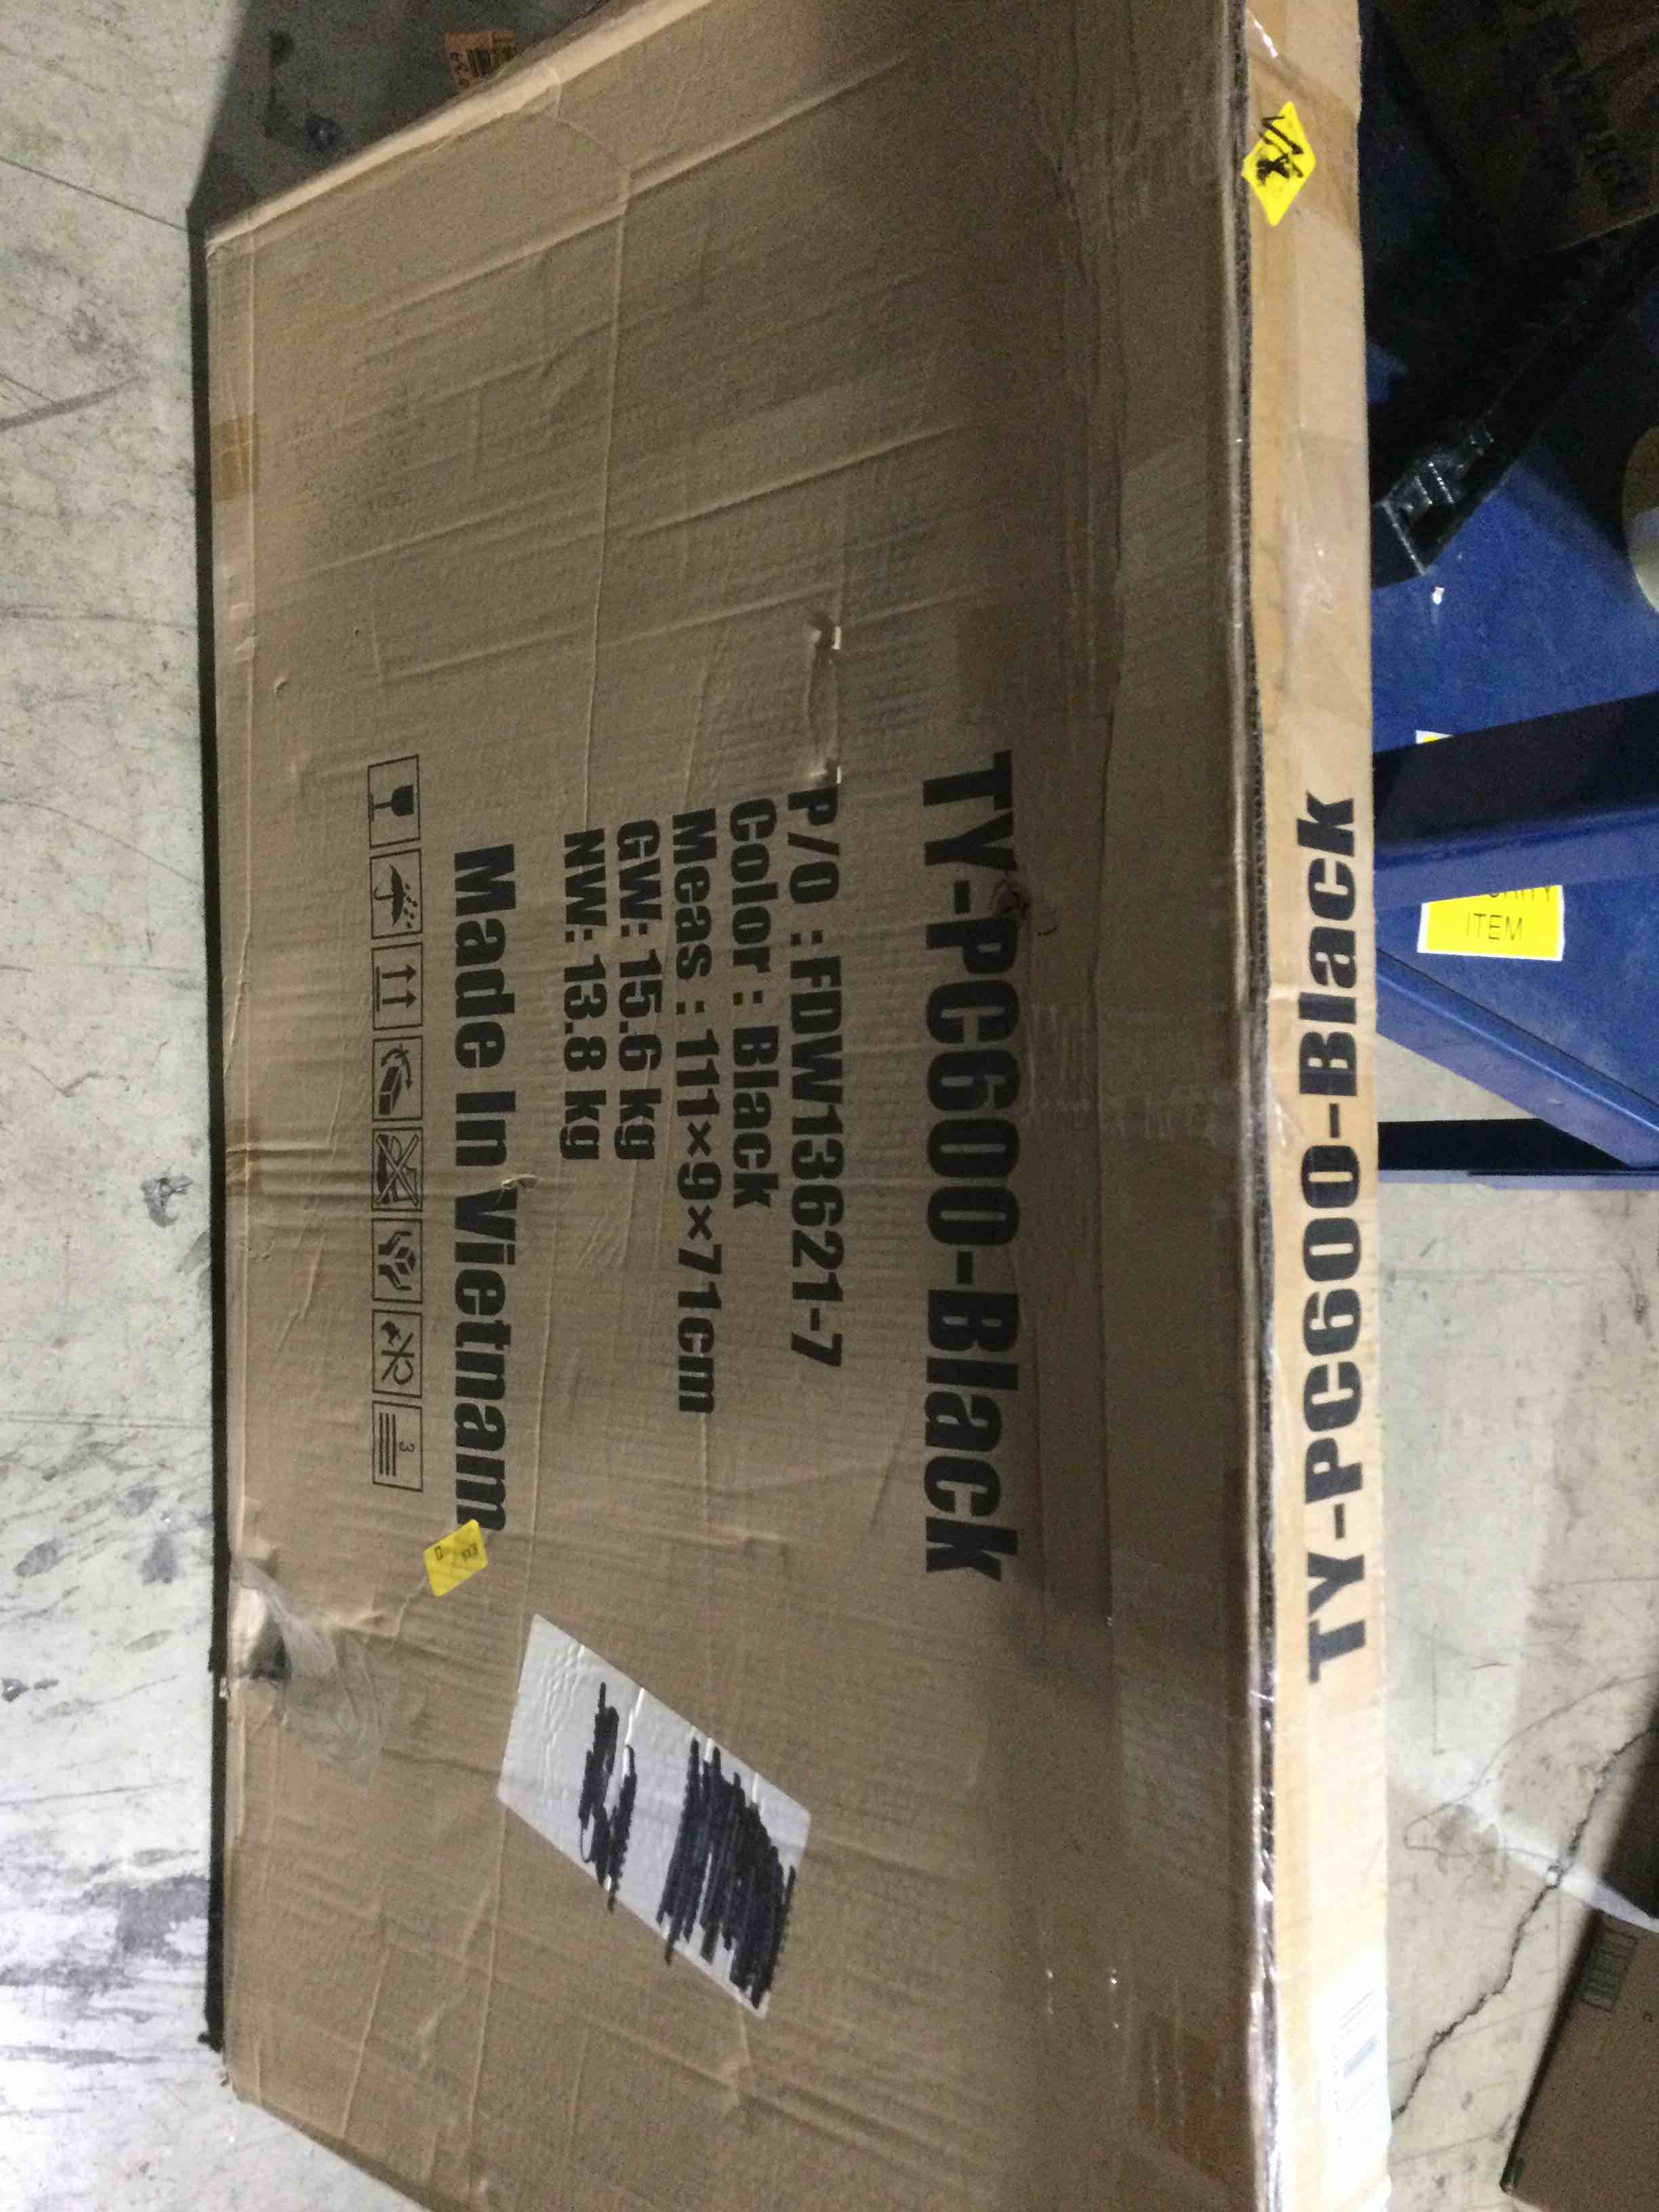 TY-PC600-Black
P/O :FDW13621-7
Color : Black
Meas : 111×9×71cm
GW: 15.6 kg
NW: 13.8 kg
Made In Vietnam
3
TY-PC600-Black
ITEM